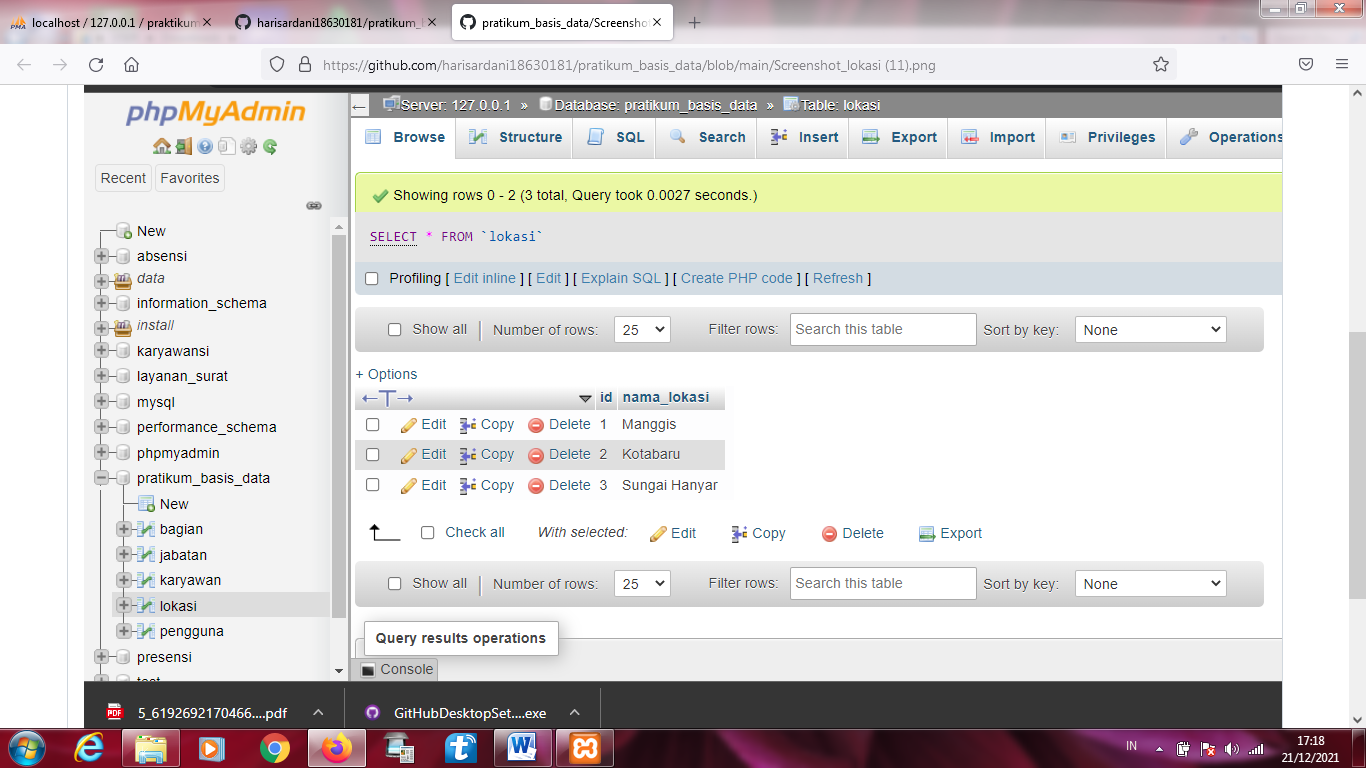 localhost / 127.0.0.1 / praktikum
harisardani18630181/pratikum_
pratikum_basis_data/Screenshot
https://github.com/harisardani18630181/pratikum_basis_data/blob/main/Screenshot_lokasi (11).png
phpMyAdmin
Recent Favorites
New
absensi
data
information_schema
install
karyawansi
layanan_surat
mysql
performance_schema
phpmyadmin
pratikum_basis_data
New
bagian
jabatan
karyawan
lokasi
pengguna
presensi
test
Server: 127.0.0.1 » Database: pratikum_basis_data » Table: lokasi
Browse Structure SQL Search Insert Export Import Privileges Operations
Showing rows 0 - 2 (3 total, Query took 0.0027 seconds.)
SELECT * FROM `lokasi`
Profiling [ Edit inline ] [ Edit ] [ Explain SQL ] [ Create PHP code ] [ Refresh ]
Show all | Number of rows: 25 Filter rows: Search this table Sort by key: None
+ Options
←T→ id nama_lokasi
Edit Copy Delete 1 Manggis
Edit Copy Delete 2 Kotabaru
Edit Copy Delete 3 Sungai Hanyar
Check all With selected: Edit Copy Delete Export
Show all | Number of rows: 25 Filter rows: Search this table Sort by key: None
Query results operations
Console
5_6192692170466....pdf
GitHubDesktopSet....exe
IN
17:18
21/12/2021